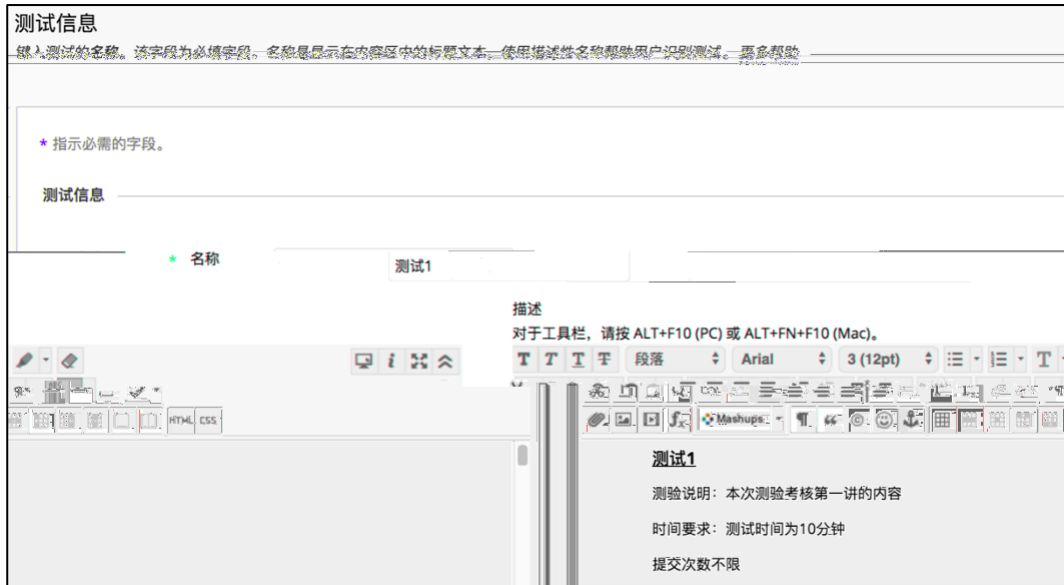 测试信息
键入测试的名称。该字段为必填字段。名称是显示在内容区中的标题文本。使用描述性名称帮助用户识别测试。更多帮助
* 指示必需的字段。
测试信息
* 名称
测试1
描述
对于工具栏，请按 ALT+F10 (PC) 或 ALT+FN+F10 (Mac)。
T T T T 段落 Arial 3 (12pt) T
HTML CSS
Mashups
测试1
测验说明：本次测验考核第一讲的内容
时间要求：测试时间为10分钟
提交次数不限